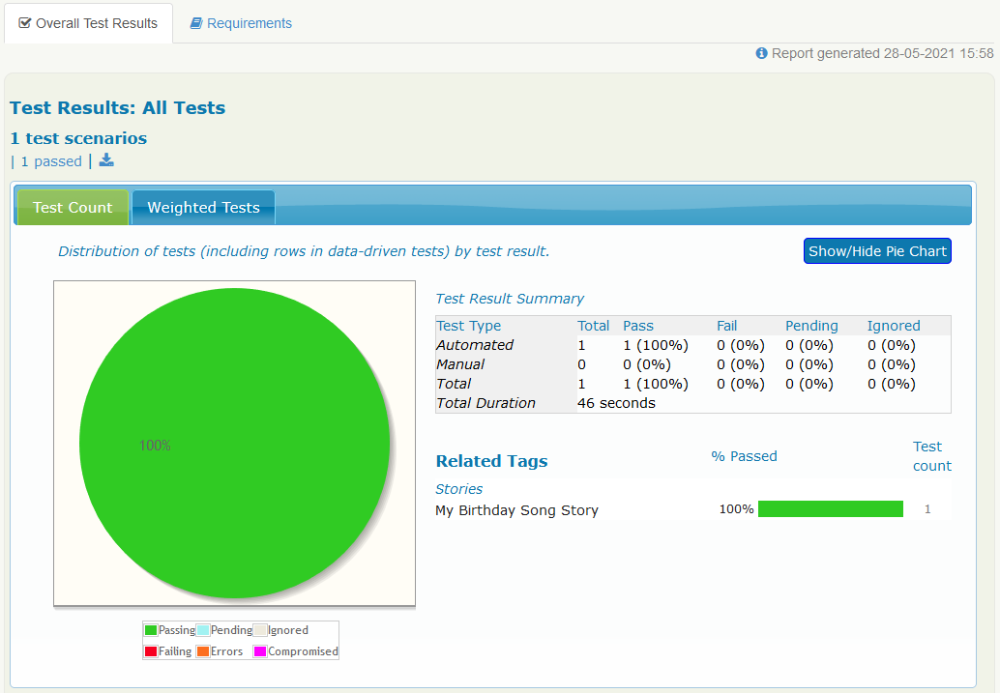 Overall Test Results Requirements
Report generated 28-05-2021 15:58
Test Results: All Tests
1 test scenarios
| 1 passed |
Test Count Weighted Tests
Distribution of tests (including rows in data-driven tests) by test result.
Show/Hide Pie Chart
100%
Passing Pending Ignored
Failing Errors Compromised
Test Result Summary
Test Type Total Pass Fail Pending Ignored
Automated 1 1 (100%) 0 (0%) 0 (0%) 0 (0%)
Manual 0 0 (0%) 0 (0%) 0 (0%) 0 (0%)
Total 1 1 (100%) 0 (0%) 0 (0%) 0 (0%)
Total Duration 46 seconds
Related Tags % Passed Test count
Stories
My Birthday Song Story 100% 1